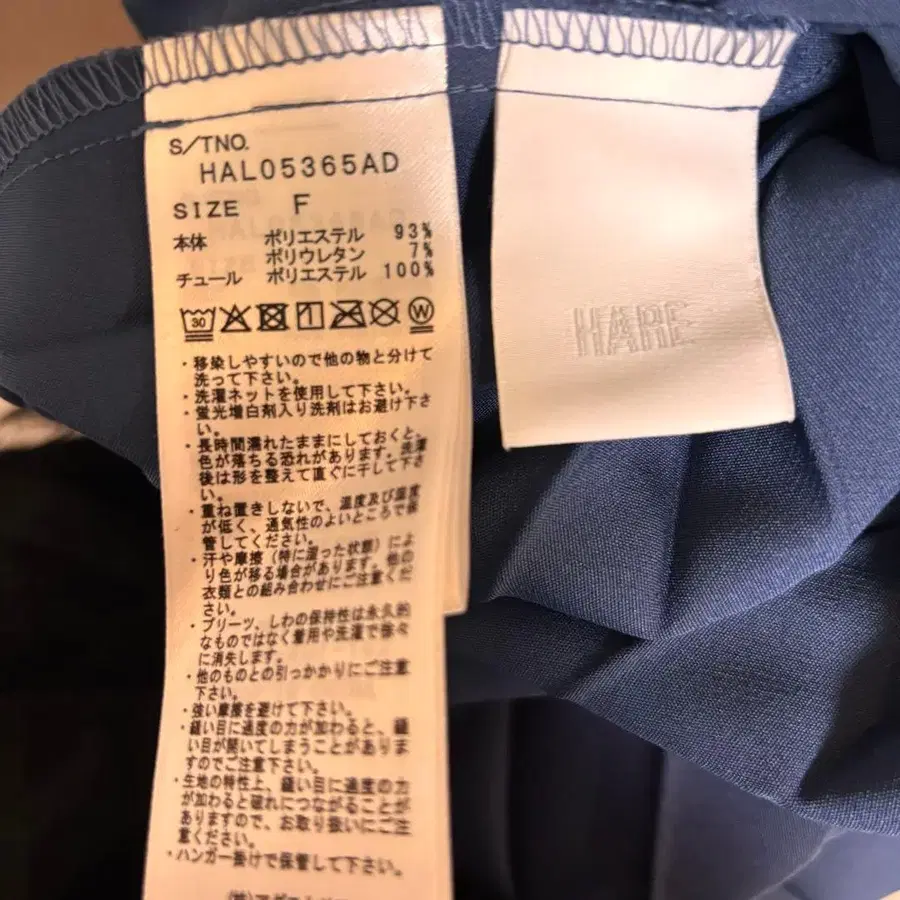 S/TNO.
HAL05365AD
SIZE F
本体 ポリエステル 93%
ポリウレタン 7%
チュール ポリエステル 100%
30 W
・移染しやすいので他の物と分けて
洗って下さい。
・洗濯ネットを使用して下さい。
・蛍光増白剤入り洗剤はお避け下さ
い。
・長時間濡れたままにしておくと、
色が落ちる恐れがあります。洗濯
後は形を整えて直ぐに干して下さ
い。
・重ね置きしないで、温度及び湿度
が低く、通気性のよいところで保
管してください。
・汗や摩擦（特に湿った状態）によ
り色が移る場合があります。他の
衣類との組み合わせにご注意くだ
さい。
・プリーツ、しわの保持性は永久的
なものではなく着用や洗濯で徐々
に消失します。
・他のものとの引っかかりにご注意
下さい。
・強い摩擦を避けて下さい。
・縫い目に過度の力が加わると、縫
い目が開いてしまうことがありま
すのでご注意下さい。
・生地の特性上、縫い目に過度の力
が加わると破れにつながることが
ありますので、お取り扱いにご注
意ください。
・ハンガー掛けで保管して下さい。
HARE